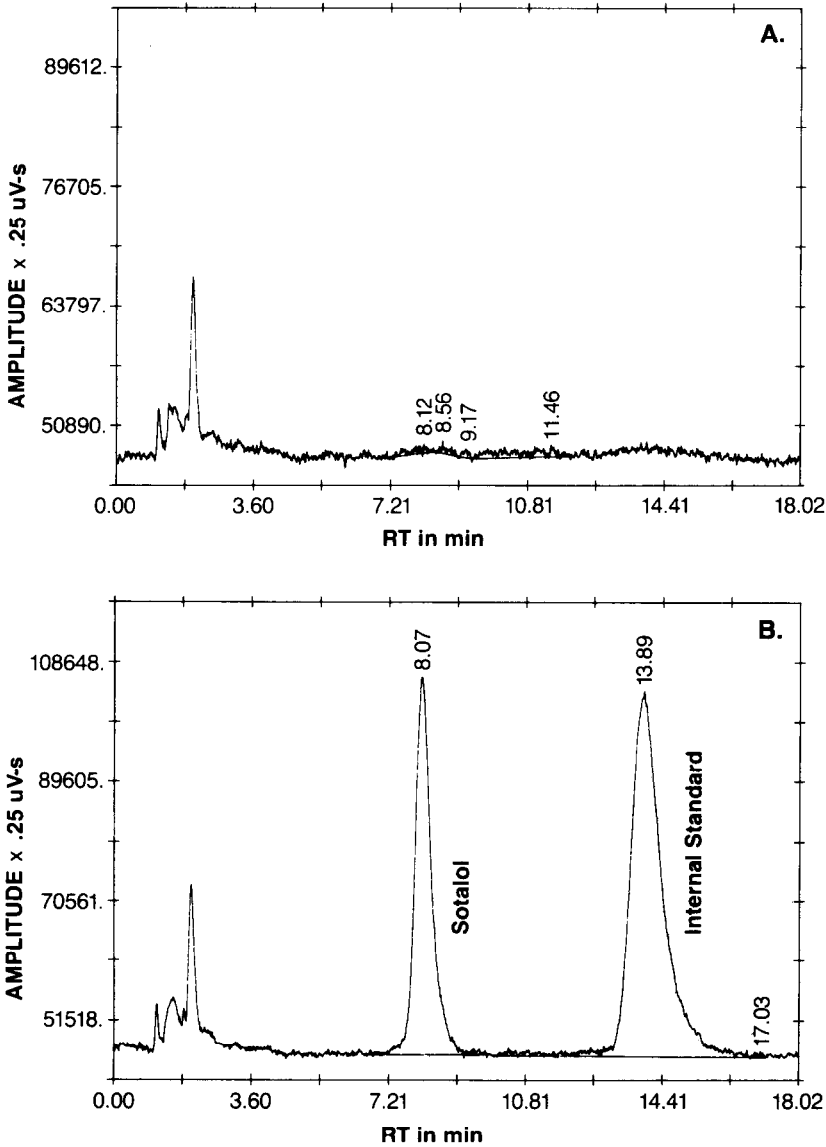 A.
AMPLITUDE x .25 uV-s
89612.
76705.
63797.
50890.
8.12
8.56
9.17
11.46
0.00 3.60 7.21 10.81 14.41 18.02
RT in min
B.
AMPLITUDE x .25 uV-s
108648.
89605.
70561.
51518.
8.07
Sotalol
13.89
Internal Standard
17.03
0.00 3.60 7.21 10.81 14.41 18.02
RT in min